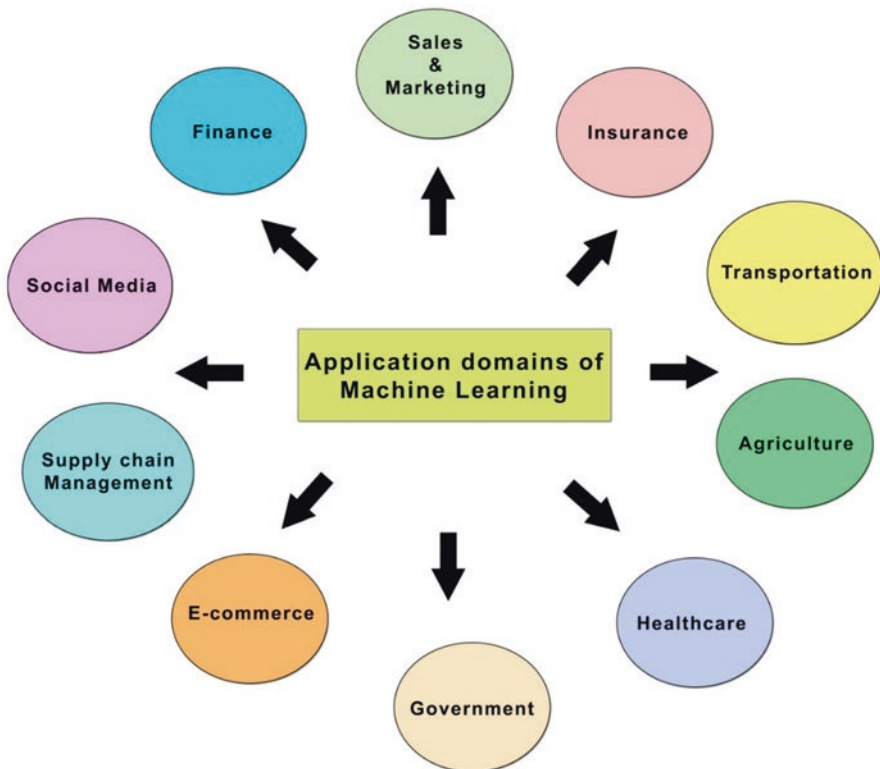 Sales
&
Marketing
Finance
Insurance
Social Media
Transportation
Application domains of
Machine Learning
Supply chain
Management
Agriculture
E-commerce
Healthcare
Government